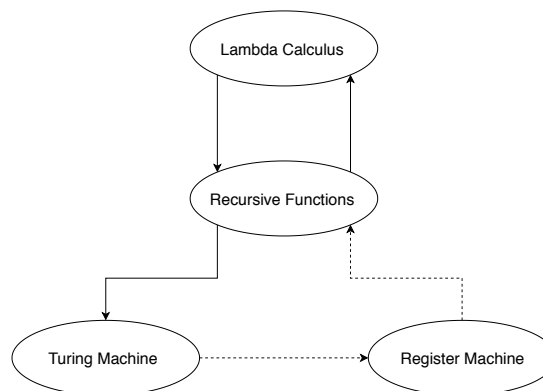 Lambda Calculus
Recursive Functions
Turing Machine
Register Machine